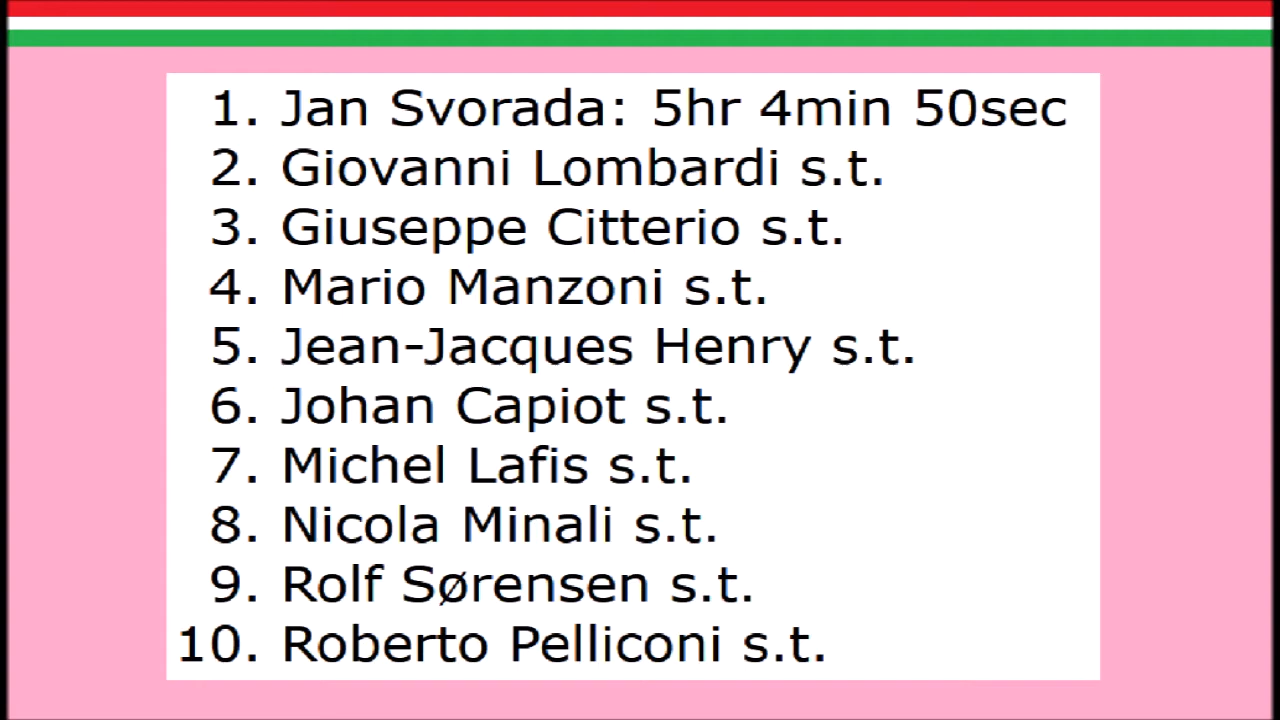 1. Jan Svorada: 5hr 4min 50sec
2. Giovanni Lombardi s.t.
3. Giuseppe Citterio s.t.
4. Mario Manzoni s.t.
5. Jean-Jacques Henry s.t.
6. Johan Capiot s.t.
7. Michel Lafis s.t.
8. Nicola Minali s.t.
9. Rolf Sørensen s.t.
10. Roberto Pelliconi s.t.